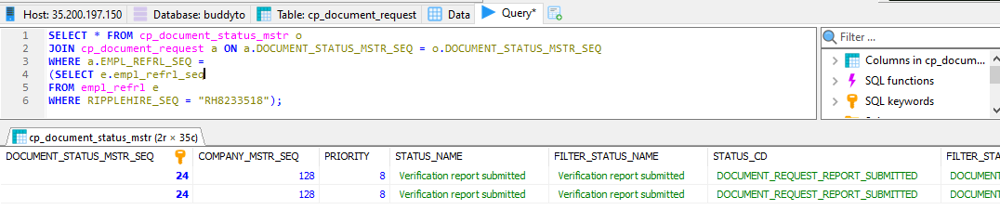 Host: 35.200.197.150 Database: buddyto Table: cp_document_request Data Query*
1 SELECT * FROM cp_document_status_mstr o
2 JOIN cp_document_request a ON a.DOCUMENT_STATUS_MSTR_SEQ = o.DOCUMENT_STATUS_MSTR_SEQ
3 WHERE a.EMPL_REFRL_SEQ =
4 (SELECT e.empl_refrl_seq
5 FROM empl_refrl e
6 WHERE RIPPLEHIRE_SEQ = "RH8233518");
Filter ...
Columns in cp_docum...
SQL functions
SQL keywords
cp_document_status_mstr (2r × 35c)
DOCUMENT_STATUS_MSTR_SEQ COMPANY_MSTR_SEQ PRIORITY STATUS_NAME FILTER_STATUS_NAME STATUS_CD FILTER_STA
24 128 8 Verification report submitted Verification report submitted DOCUMENT_REQUEST_REPORT_SUBMITTED DOCUMENT
24 128 8 Verification report submitted Verification report submitted DOCUMENT_REQUEST_REPORT_SUBMITTED DOCUMENT